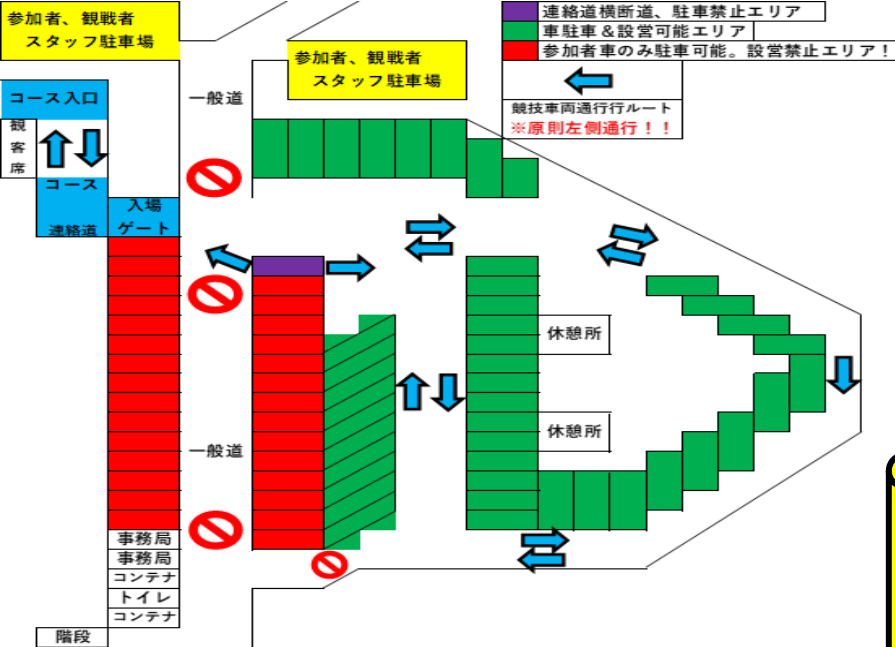 参加者、観戦者
スタッフ駐車場
連絡道横断道、駐車禁止エリア
車駐車＆設営可能エリア
参加者車のみ駐車可能。設営禁止エリア！
競技車両通行行ルート
※原則左側通行！！
参加者、観戦者
スタッフ駐車場
コース入口
一般道
観
客
席
コース
連絡道
入場
ゲート
休憩所
休憩所
一般道
事務局
事務局
コンテナ
トイレ
コンテナ
階段